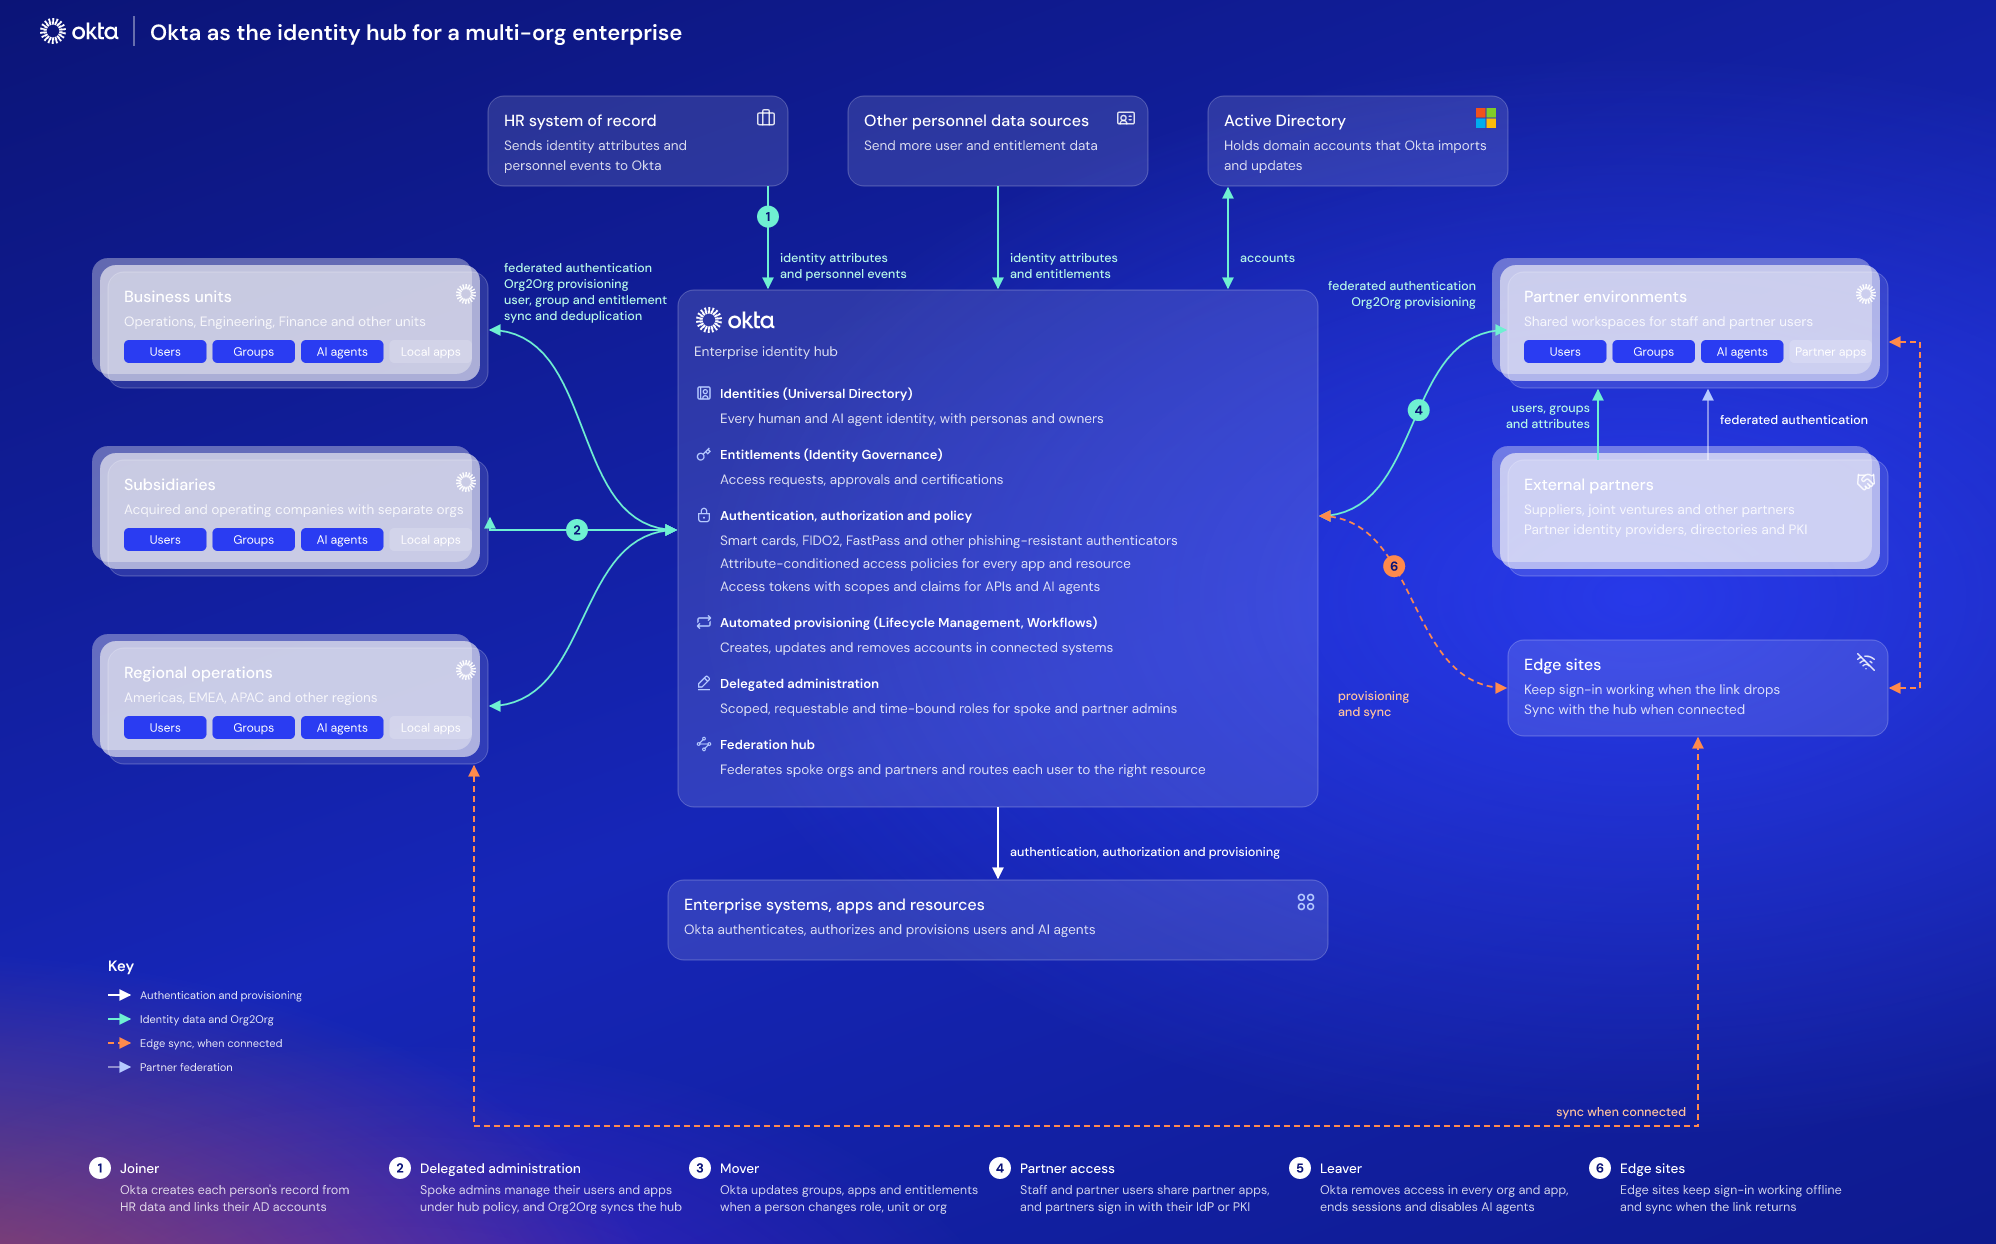 okta
Okta as the identity hub for a multi-org enterprise
HR system of record
Sends identity attributes and
personnel events to Okta
Other personnel data sources
Send more user and entitlement data
Active Directory
Holds domain accounts that Okta imports
and updates
1
identity attributes
and personnel events
identity attributes
and entitlements
accounts
federated authentication
Org2Org provisioning
user, group and entitlement
sync and deduplication
federated authentication
Org2Org provisioning
Business units
Operations, Engineering, Finance and other units
Users
Groups
AI agents
Local apps
Subsidiaries
Acquired and operating companies with separate orgs
Users
Groups
AI agents
Local apps
2
Regional operations
Americas, EMEA, APAC and other regions
Users
Groups
AI agents
Local apps
okta
Enterprise identity hub
Identities (Universal Directory)
Every human and AI agent identity, with personas and owners
Entitlements (Identity Governance)
Access requests, approvals and certifications
Authentication, authorization and policy
Smart cards, FIDO2, FastPass and other phishing-resistant authenticators
Attribute-conditioned access policies for every app and resource
Access tokens with scopes and claims for APIs and AI agents
Automated provisioning (Lifecycle Management, Workflows)
Creates, updates and removes accounts in connected systems
Delegated administration
Scoped, requestable and time-bound roles for spoke and partner admins
Federation hub
Federates spoke orgs and partners and routes each user to the right resource
Partner environments
Shared workspaces for staff and partner users
Users
Groups
AI agents
Partner apps
4
users, groups
and attributes
federated authentication
External partners
Suppliers, joint ventures and other partners
Partner identity providers, directories and PKI
6
Edge sites
Keep sign-in working when the link drops
Sync with the hub when connected
provisioning
and sync
authentication, authorization and provisioning
Enterprise systems, apps and resources
Okta authenticates, authorizes and provisions users and AI agents
Key
Authentication and provisioning
Identity data and Org2Org
Edge sync, when connected
Partner federation
sync when connected
1 Joiner
Okta creates each person's record from
HR data and links their AD accounts
2 Delegated administration
Spoke admins manage their users and apps
under hub policy, and Org2Org syncs the hub
3 Mover
Okta updates groups, apps and entitlements
when a person changes role, unit or org
4 Partner access
Staff and partner users share partner apps,
and partners sign in with their IdP or PKI
5 Leaver
Okta removes access in every org and app,
ends sessions and disables AI agents
6 Edge sites
Edge sites keep sign-in working offline
and sync when the link returns